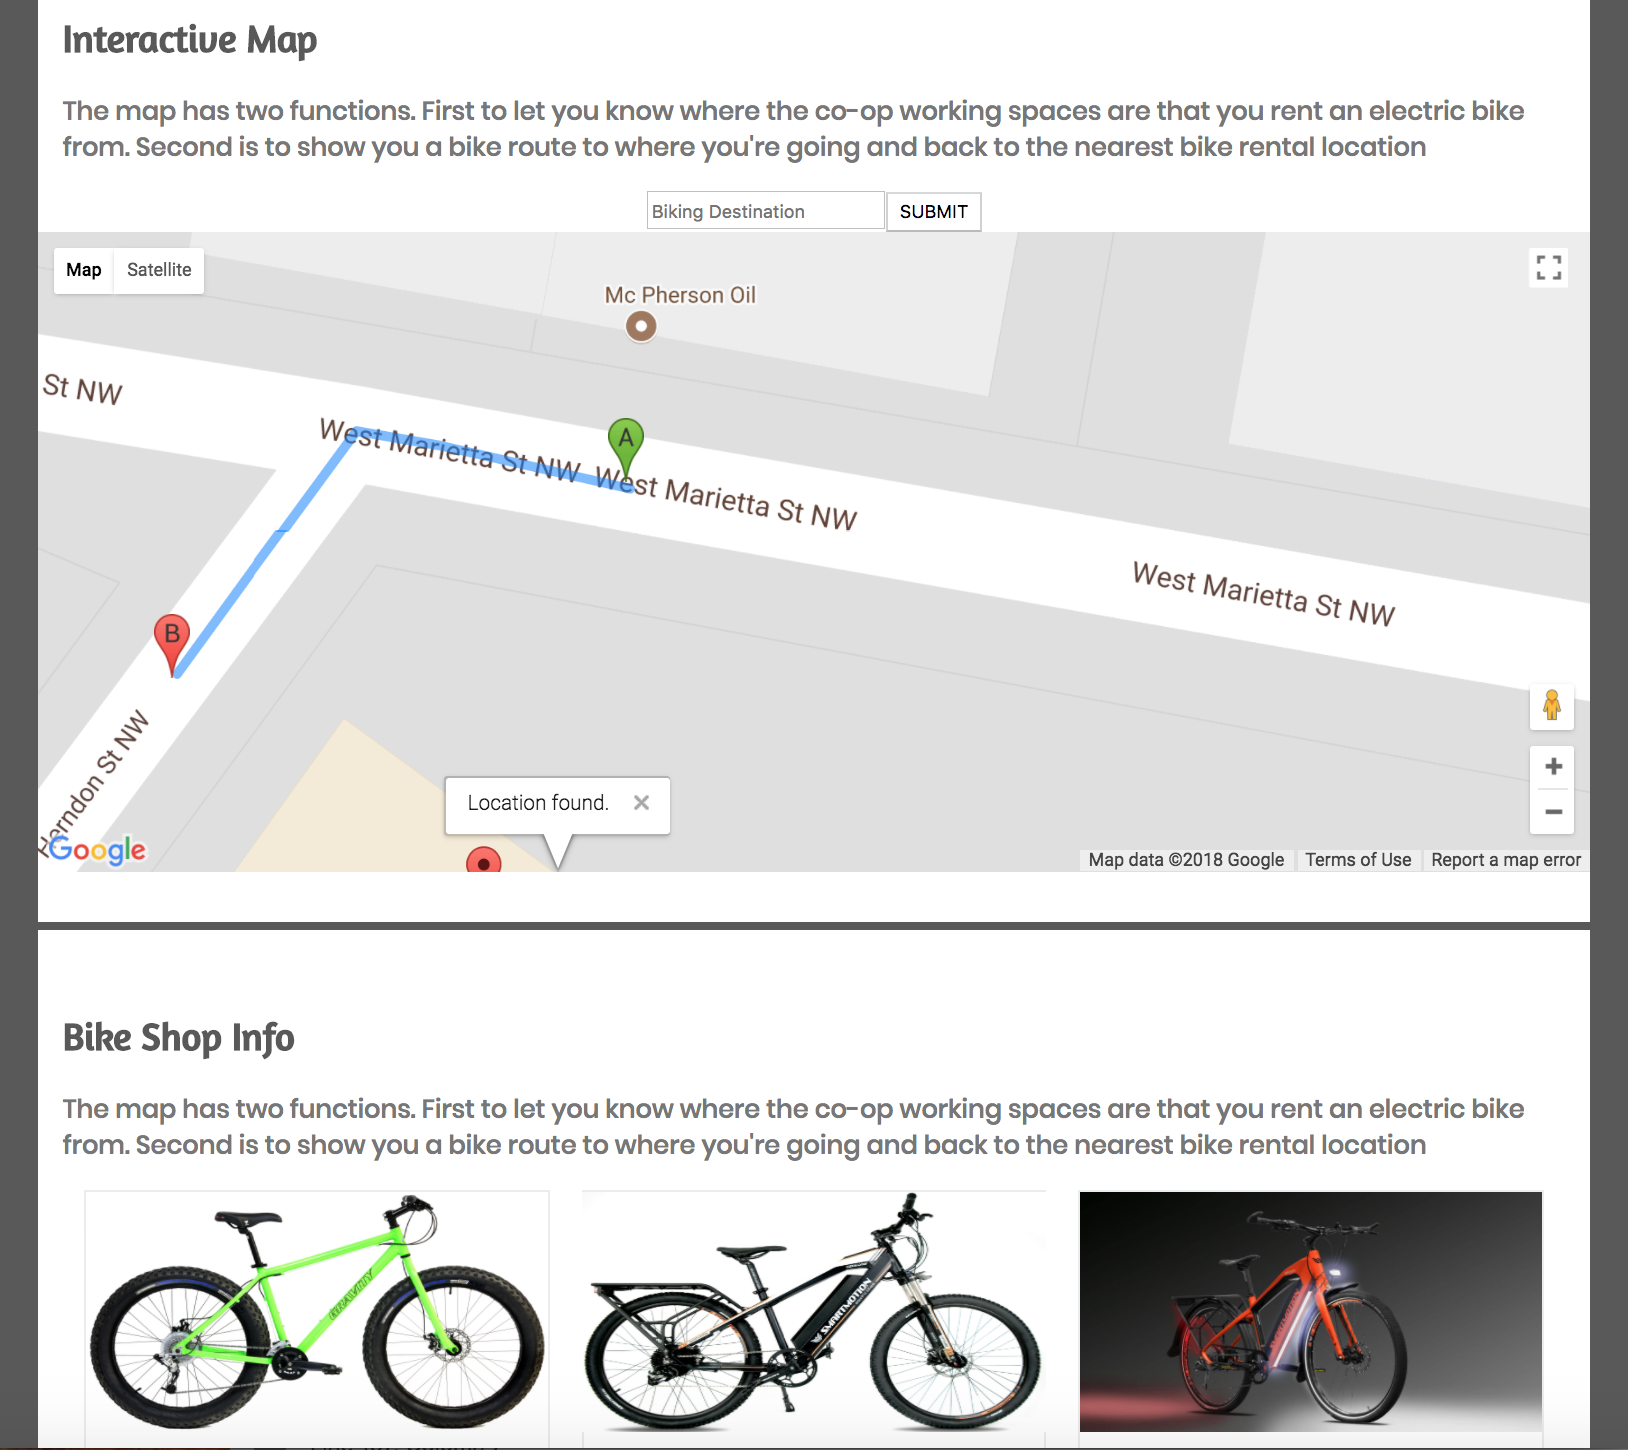 Interactive Map
The map has two functions. First to let you know where the co-op working spaces are that you rent an electric bike
from. Second is to show you a bike route to where you're going and back to the nearest bike rental location
Biking Destination SUBMIT
Map Satellite
Mc Pherson Oil
St NW
West Marietta St NW
A
West Marietta St NW
West Marietta St NW
B
Herndon St NW
Location found.
Google
Map data ©2018 Google Terms of Use Report a map error
Bike Shop Info
The map has two functions. First to let you know where the co-op working spaces are that you rent an electric bike
from. Second is to show you a bike route to where you're going and back to the nearest bike rental location
GRAVITY
SMARTMOTION